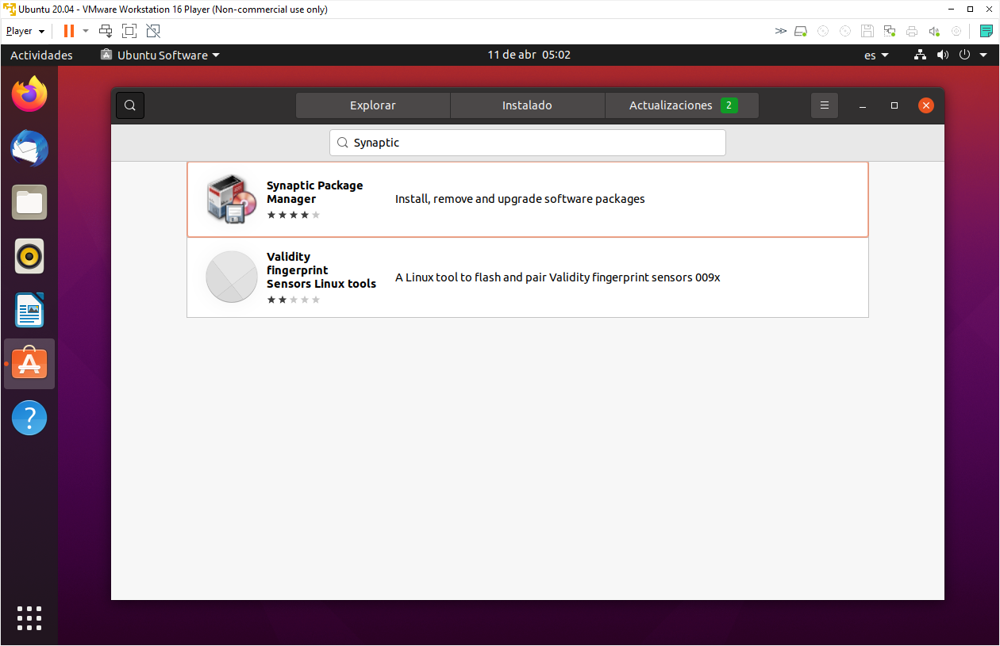 Ubuntu 20.04 - VMware Workstation 16 Player (Non-commercial use only)
Player
Actividades
Ubuntu Software
11 de abr 05:02
es
Explorar
Instalado
Actualizaciones 2
Synaptic
Synaptic Package
Manager
Install, remove and upgrade software packages
Validity
fingerprint
Sensors Linux tools
A Linux tool to flash and pair Validity fingerprint sensors 009x